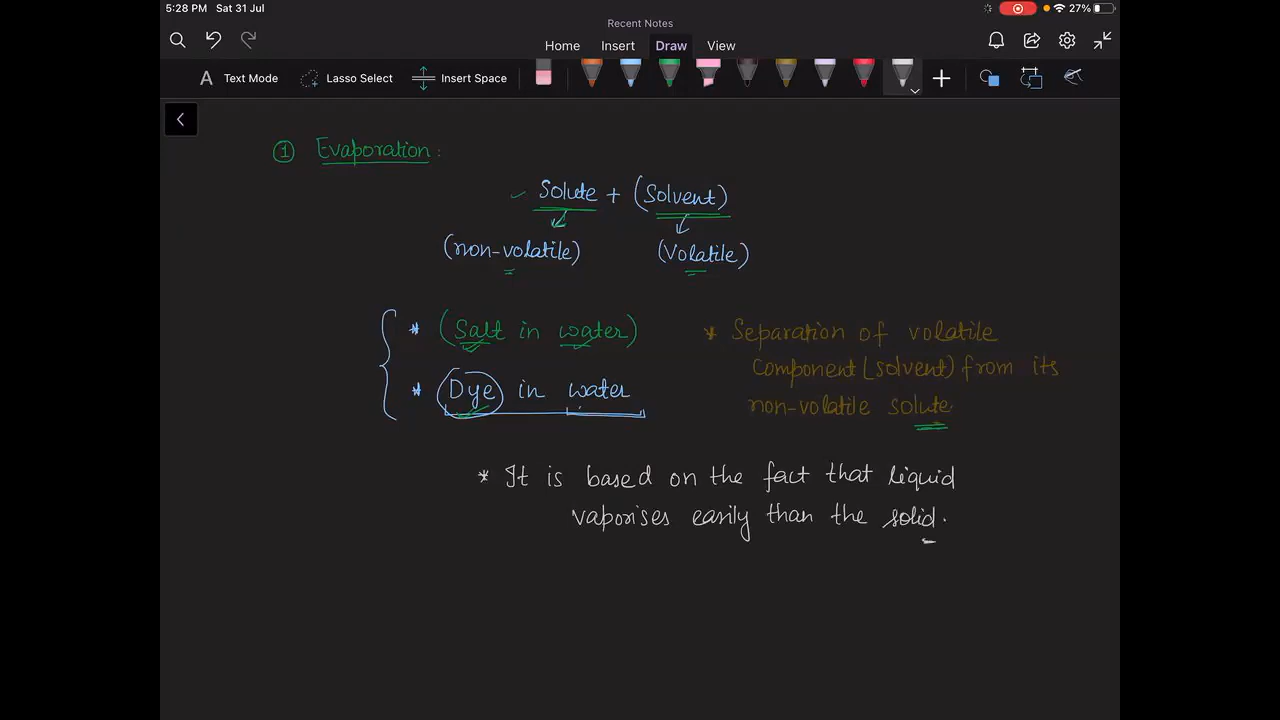 5:28 PM Sat 31 Jul
27%
Recent Notes
Home Insert Draw View
A Text Mode Lasso Select Insert Space
1 Evaporation:
Solute + (Solvent)
(non-volatile) (Volatile)
* (Salt in water)
* Dye in water
* Separation of volatile
Component (solvent) from its
non-volatile solute
* It is based on the fact that liquid
vaporises easily than the solid.